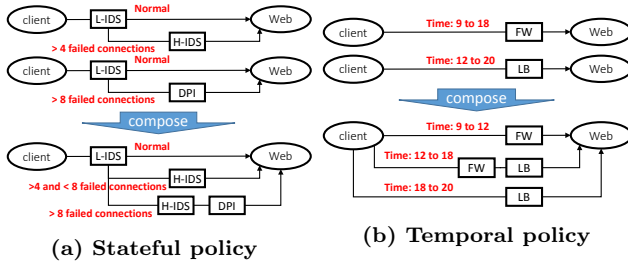 Normal
client
L-IDS
Web
H-IDS
> 4 failed connections
Normal
client
L-IDS
Web
DPI
> 8 failed connections
compose
Normal
client
L-IDS
Web
H-IDS
>4 and < 8 failed connections
H-IDS
DPI
> 8 failed connections
(a) Stateful policy
Time: 9 to 18
client
FW
Web
Time: 12 to 20
client
LB
Web
compose
client
Time: 9 to 12
FW
Web
Time: 12 to 18
FW
LB
Time: 18 to 20
LB
(b) Temporal policy